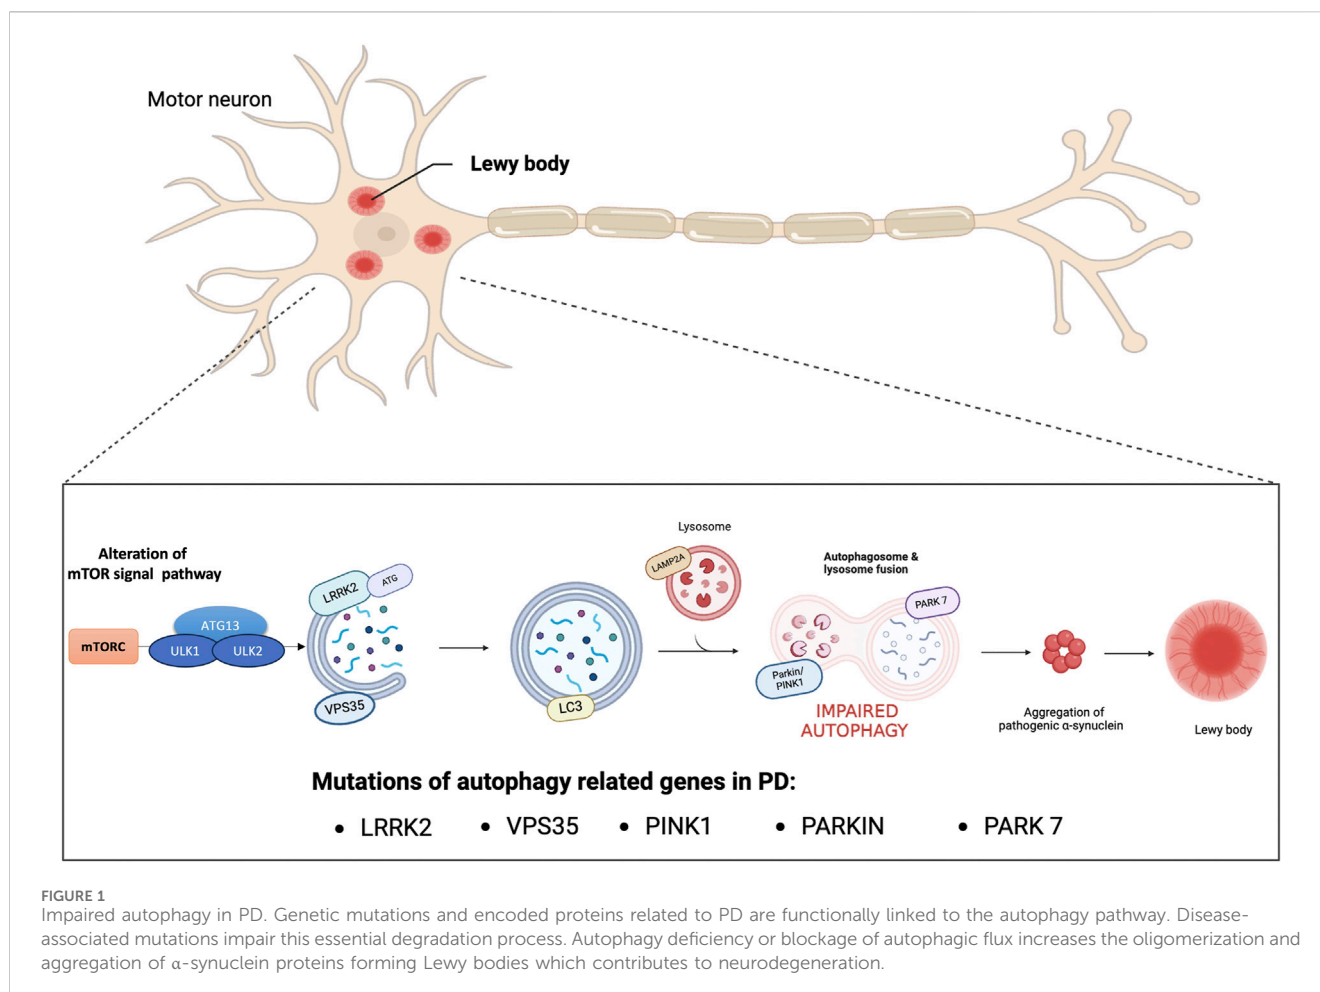 Motor neuron
Lewy body
Alteration of
mTOR signal pathway
mTORC
ATG13
ULK1
ULK2
LRRK2
ATG
VPS35
LC3
Lysosome
LAMP2A
Autophagosome &
lysosome fusion
PARK 7
Parkin/
PINK1
IMPAIRED
AUTOPHAGY
Aggregation of
pathogenic α-synuclein
Lewy body
Mutations of autophagy related genes in PD:
• LRRK2 • VPS35 • PINK1 • PARKIN • PARK 7
FIGURE 1
Impaired autophagy in PD. Genetic mutations and encoded proteins related to PD are functionally linked to the autophagy pathway. Disease-
associated mutations impair this essential degradation process. Autophagy deficiency or blockage of autophagic flux increases the oligomerization and
aggregation of α-synuclein proteins forming Lewy bodies which contributes to neurodegeneration.